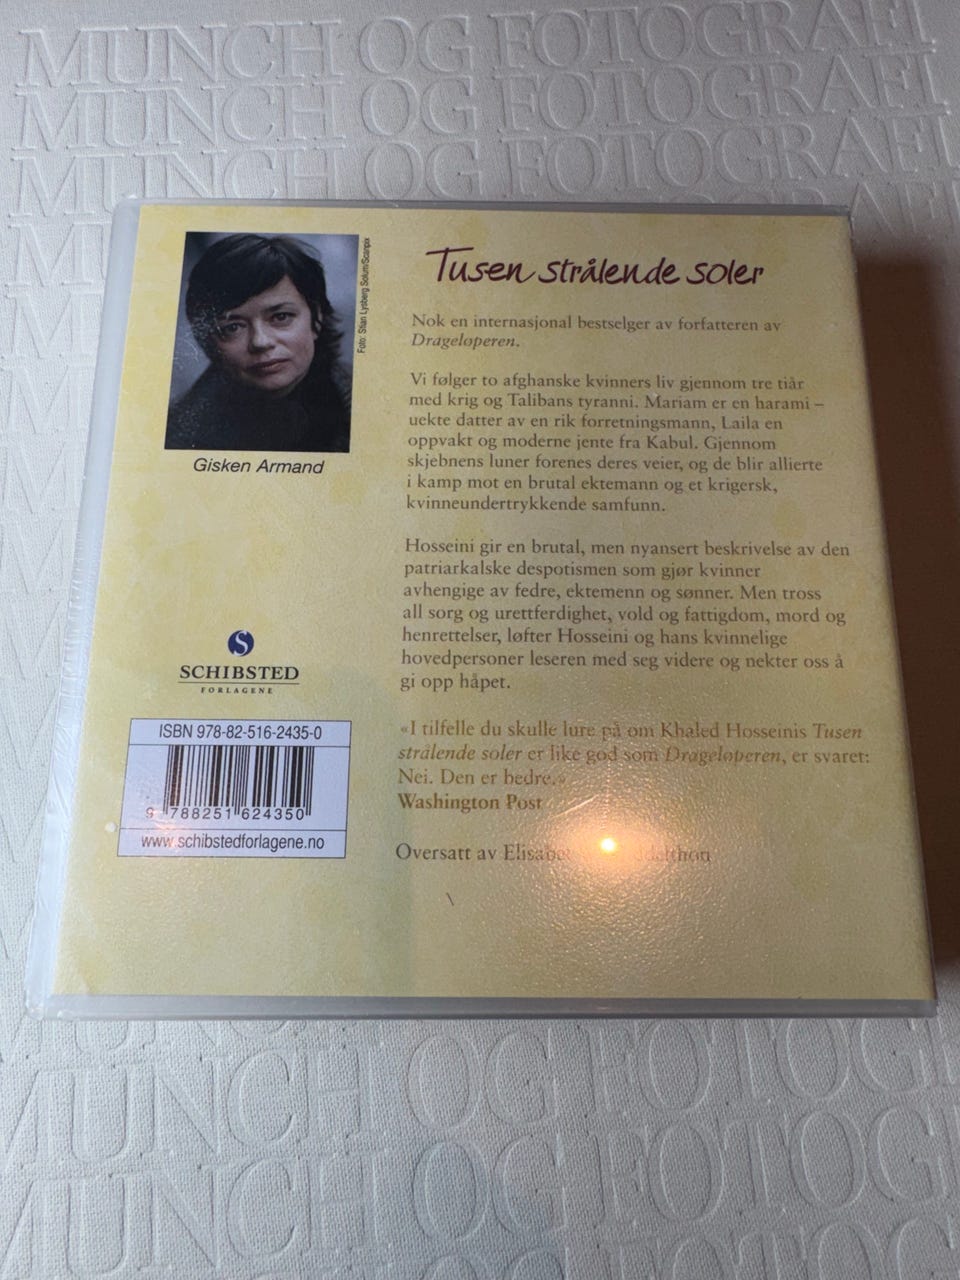 MUNCH OG FOTOGRAFI
MUNCH OG FOTOGRAFI
MUNCH OG FOTOGRAFI
Foto: Stian Lysberg Solum/Scanpix
Gisken Armand
Tusen strålende soler
Nok en internasjonal bestselger av forfatteren av
Drageløperen.
Vi følger to afghanske kvinners liv gjennom tre tiår
med krig og Talibans tyranni. Mariam er en harami –
uekte datter av en rik forretningsmann, Laila en
oppvakt og moderne jente fra Kabul. Gjennom
skjebnens luner forenes deres veier, og de blir allierte
i kamp mot en brutal ektemann og et krigersk,
kvinneundertrykkende samfunn.
Hosseini gir en brutal, men nyansert beskrivelse av den
patriarkalske despotismen som gjør kvinner
avhengige av fedre, ektemenn og sønner. Men tross
all sorg og urettferdighet, vold og fattigdom, mord og
henrettelser, løfter Hosseini og hans kvinnelige
hovedpersoner leseren med seg videre og nekter oss å
gi opp håpet.
«I tilfelle du skulle lure på om Khaled Hosseinis Tusen
strålende soler er like god som Drageløperen, er svaret:
Nei. Den er bedre.»
Washington Post
Oversatt av
S
SCHIBSTED
FORLAGENE
ISBN 978-82-516-2435-0
9 788251 624350
www.schibstedforlagene.no
MUNCH OG FOTOG
MUNCH OG FOTOG
MUNCH OG FOTOG